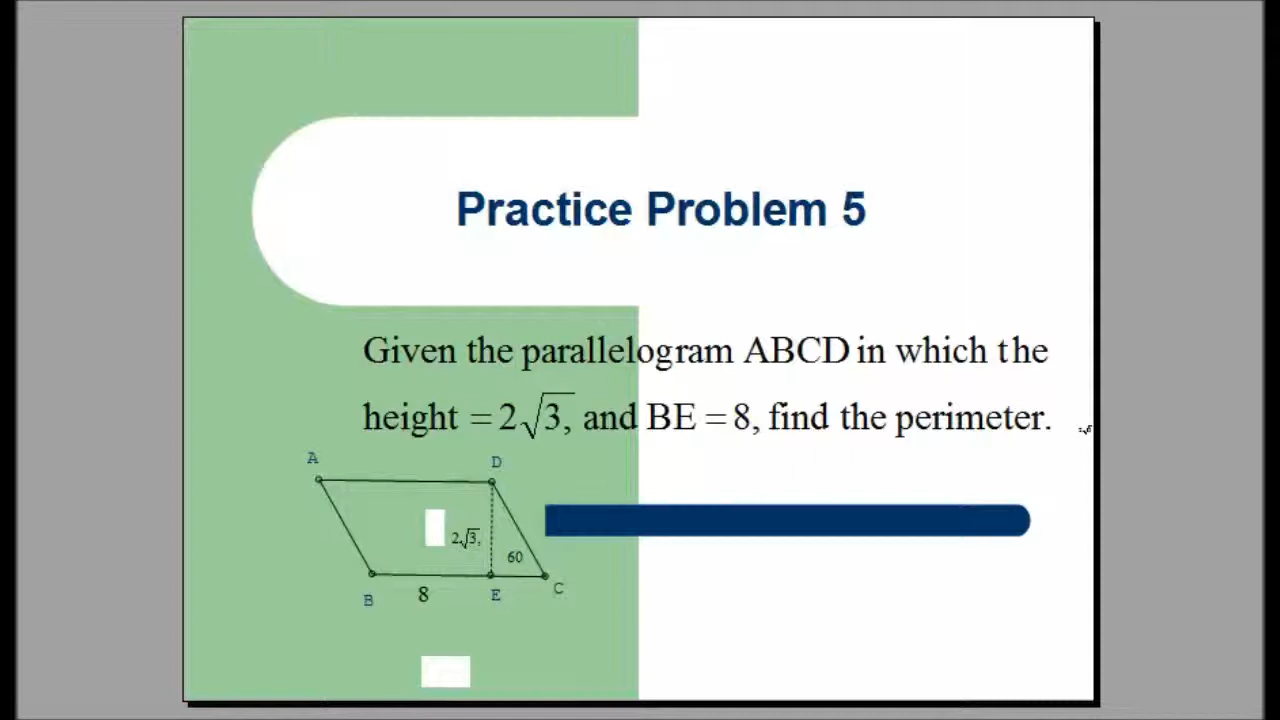 Practice Problem 5
Given the parallelogram ABCD in which the
height = 2√3, and BE = 8, find the perimeter.
A
D
2√3,
60
B
8
E
C